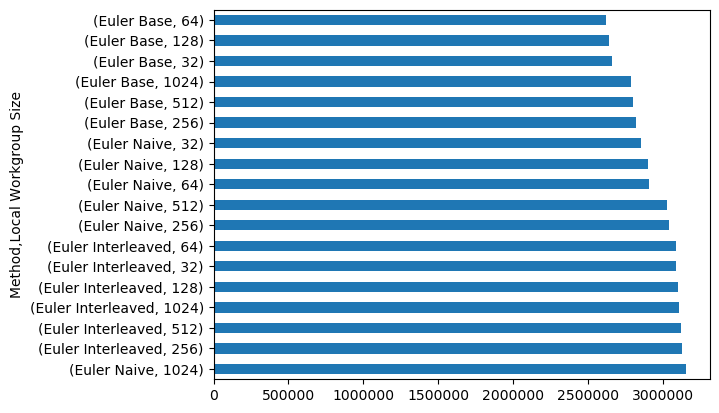 Method,Local Workgroup Size
(Euler Base, 64)
(Euler Base, 128)
(Euler Base, 32)
(Euler Base, 1024)
(Euler Base, 512)
(Euler Base, 256)
(Euler Naive, 32)
(Euler Naive, 128)
(Euler Naive, 64)
(Euler Naive, 512)
(Euler Naive, 256)
(Euler Interleaved, 64)
(Euler Interleaved, 32)
(Euler Interleaved, 128)
(Euler Interleaved, 1024)
(Euler Interleaved, 512)
(Euler Interleaved, 256)
(Euler Naive, 1024)
0 500000 1000000 1500000 2000000 2500000 3000000